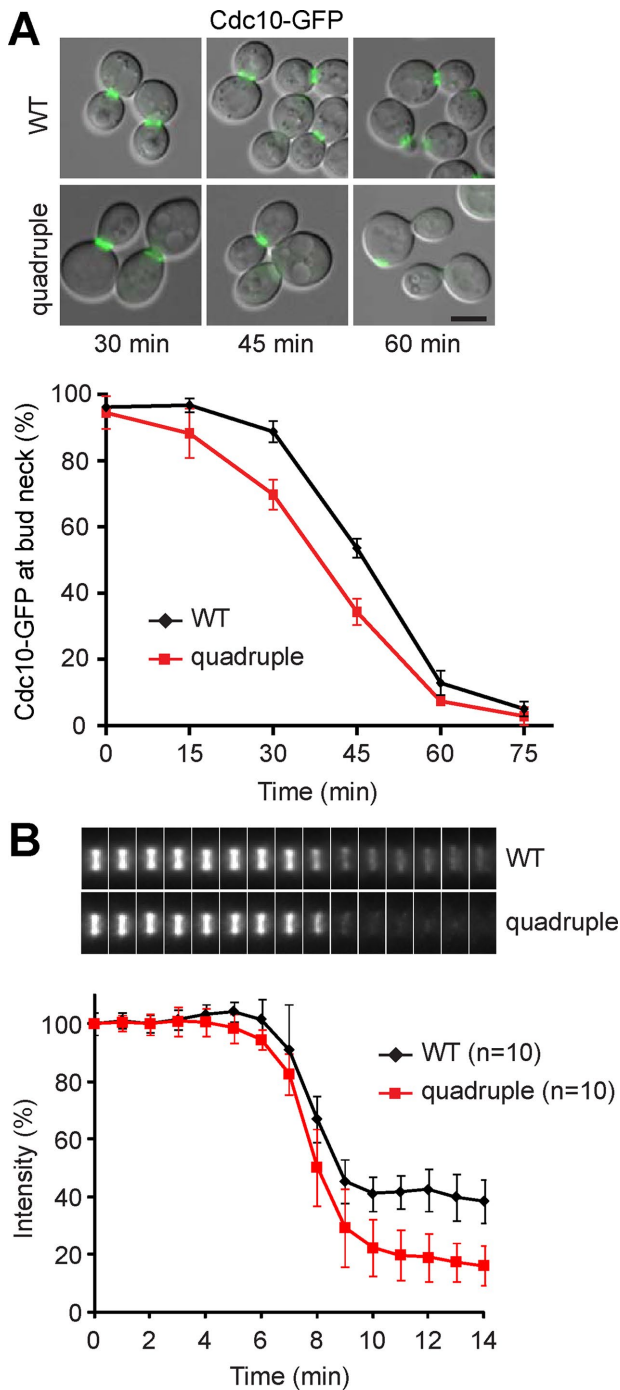 A
Cdc10-GFP
WT
quadruple
30 min
45 min
60 min
100
80
60
40
20
0
Cdc10-GFP at bud neck (%)
WT
quadruple
0 15 30 45 60 75
Time (min)
B
WT
quadruple
100
80
60
40
20
0
Intensity (%)
WT (n=10)
quadruple (n=10)
0 2 4 6 8 10 12 14
Time (min)